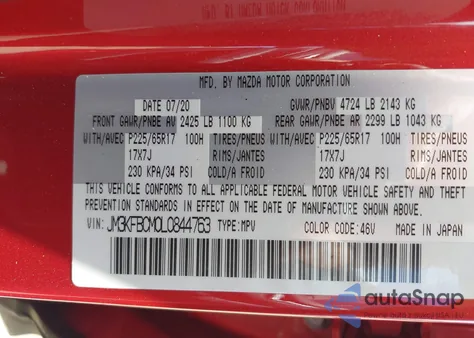 MFD. BY MAZDA MOTOR CORPORATION
DATE 07/20 GVWR/PNBV 4724 LB 2143 KG
FRONT GAWR/PNBE AV 2425 LB 1100 KG REAR GAWR/PNBE AR 2299 LB 1043 KG
WITH/AVEC P225/65R17 100H TIRES/PNEUS WITH/AVEC P225/65R17 100H TIRES/PNEUS
17X7J RIMS/JANTES 17X7J RIMS/JANTES
230 KPA/34 PSI COLD/A FROID 230 KPA/34 PSI COLD/A FROID
THIS VEHICLE CONFORMS TO ALL APPLICABLE FEDERAL MOTOR VEHICLE SAFETY AND THEFT
PREVENTION STANDARDS IN EFFECT ON THE DATE OF MANUFACTURE SHOWN ABOVE.
VIN: JM3KFBCM0L0844763 TYPE:MPV COLOR CODE:46V MADE IN JAPAN
autoSnap